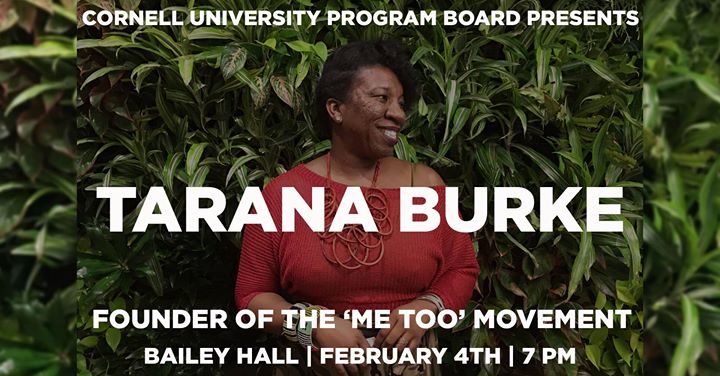 CORNELL UNIVERSITY PROGRAM BOARD PRESENTS
TARANA BURKE
FOUNDER OF THE 'ME TOO' MOVEMENT
BAILEY HALL | FEBRUARY 4TH | 7 PM